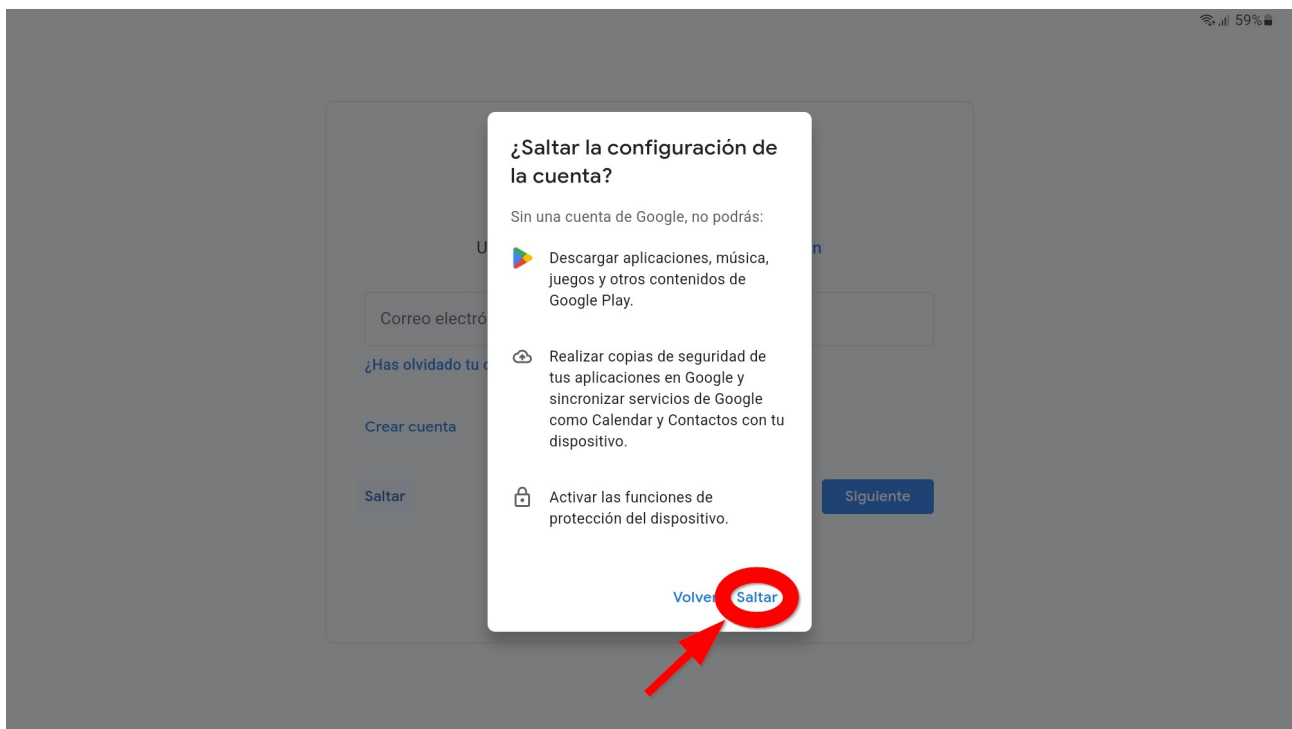 59%
¿Saltar la configuración de
la cuenta?
Sin una cuenta de Google, no podrás:
Descargar aplicaciones, música,
juegos y otros contenidos de
Google Play.
Realizar copias de seguridad de
tus aplicaciones en Google y
sincronizar servicios de Google
como Calendar y Contactos con tu
dispositivo.
Activar las funciones de
protección del dispositivo.
Volver Saltar
Correo
¿Has olvidado tu
Crear cuenta
Saltar
Siguiente